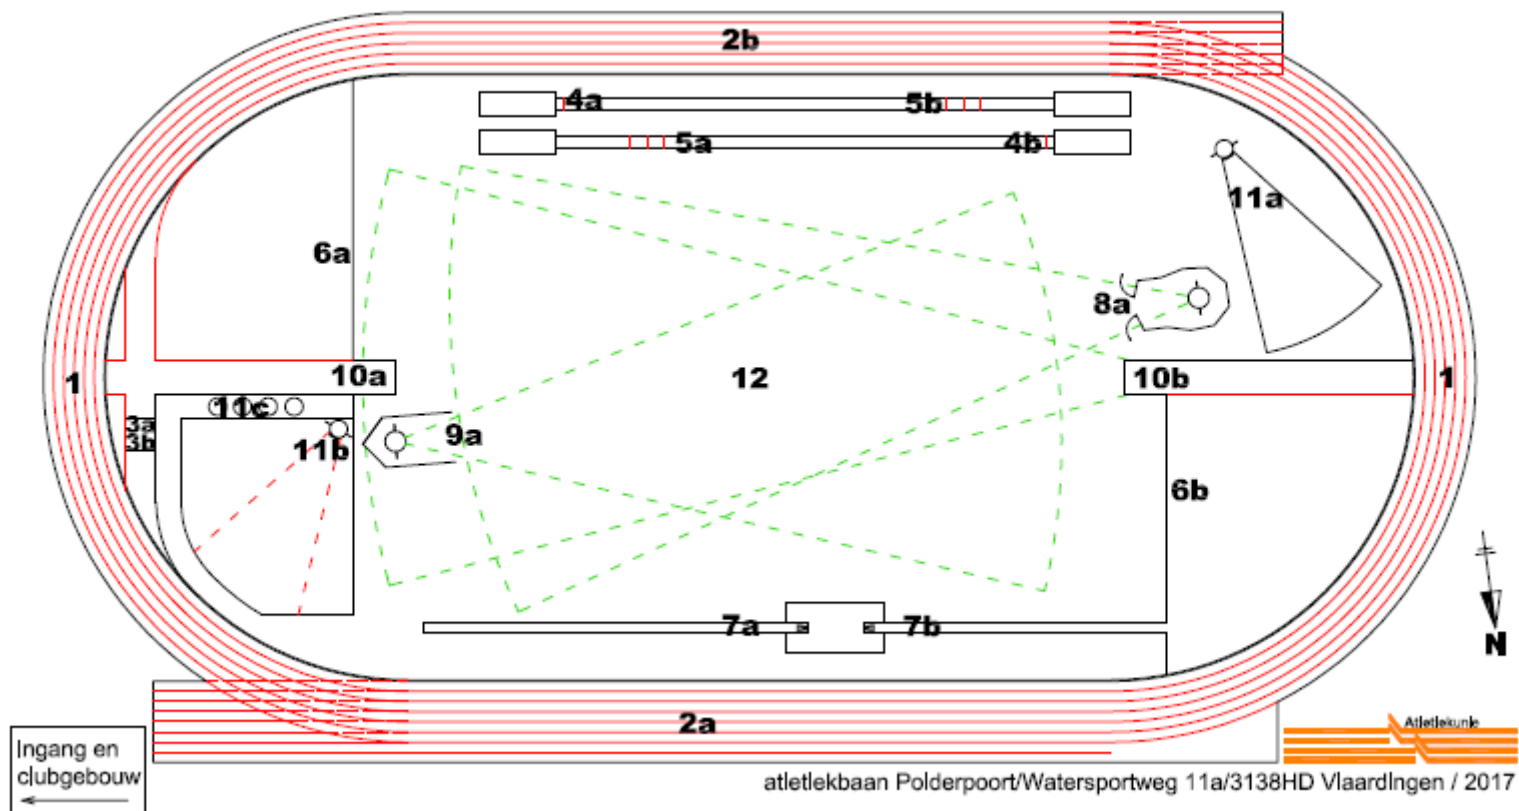 2b
4a
5b
5a
4b
11a
6a
8a
1
10a
12
10b
1
11c
3a
3b
11b
9a
6b
7a
7b
N
2a
Ingang en
clubgebouw
Atletiekunie
atletiekbaan Polderpoort/Watersportweg 11a/3138HD Vlaardingen / 2017